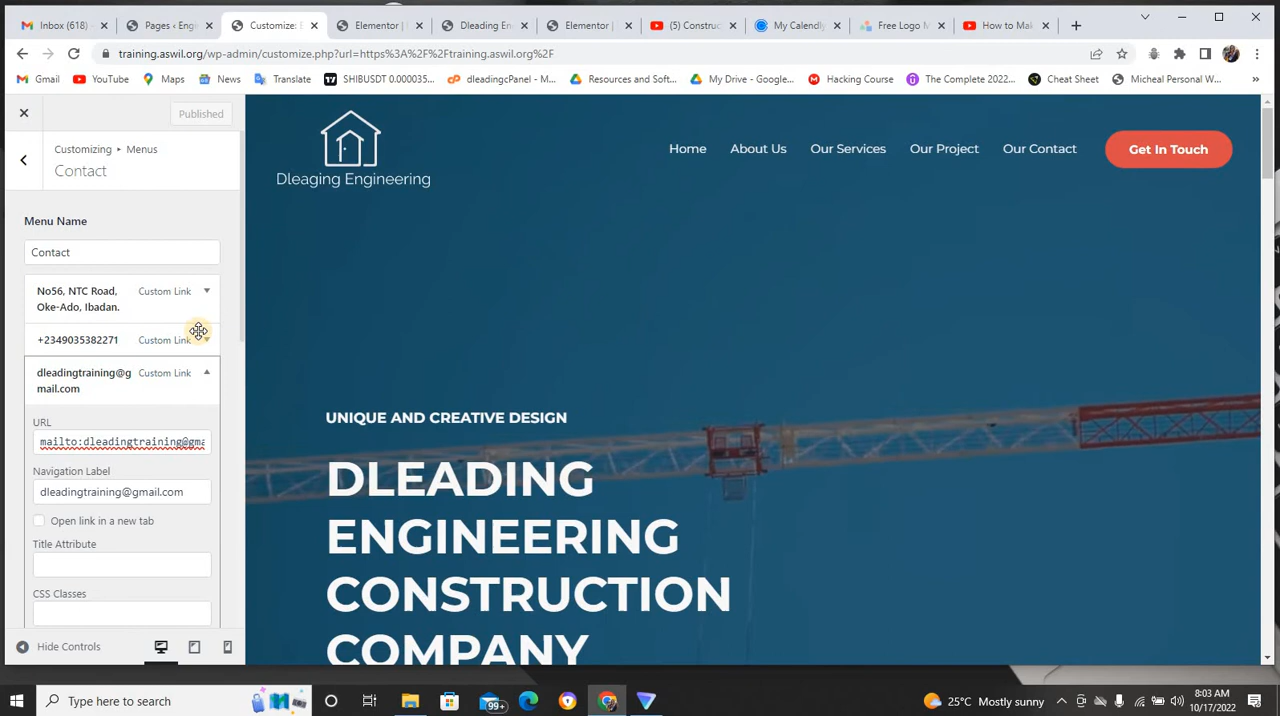 Inbox (618)
Pages ‹ Engi
Customize: E
Elementor |
Dleading En
Elementor |
(5) Construc
My Calendly
Free Logo M
How to Mak
training.aswil.org/wp-admin/customize.php?url=https%3A%2F%2Ftraining.aswil.org%2F
Gmail
YouTube
Maps
News
Translate
SHIBUSDT 0.000035...
dleadingcPanel - M...
Resources and Soft...
My Drive - Google...
Hacking Course
The Complete 2022...
Cheat Sheet
Micheal Personal W...
Published
Customizing ▸ Menus
Contact
Menu Name
Contact
No56, NTC Road, Custom Link
Oke-Ado, Ibadan.
+2349035382271 Custom Link
dleadingtraining@g Custom Link
mail.com
URL
mailto:dleadingtraining@gma
Navigation Label
dleadingtraining@gmail.com
Open link in a new tab
Title Attribute
CSS Classes
Hide Controls
Dleaging Engineering
Home About Us Our Services Our Project Our Contact Get In Touch
UNIQUE AND CREATIVE DESIGN
DLEADING
ENGINEERING
CONSTRUCTION
COMPANY
Type here to search
99+
25°C Mostly sunny
8:03 AM
10/17/2022